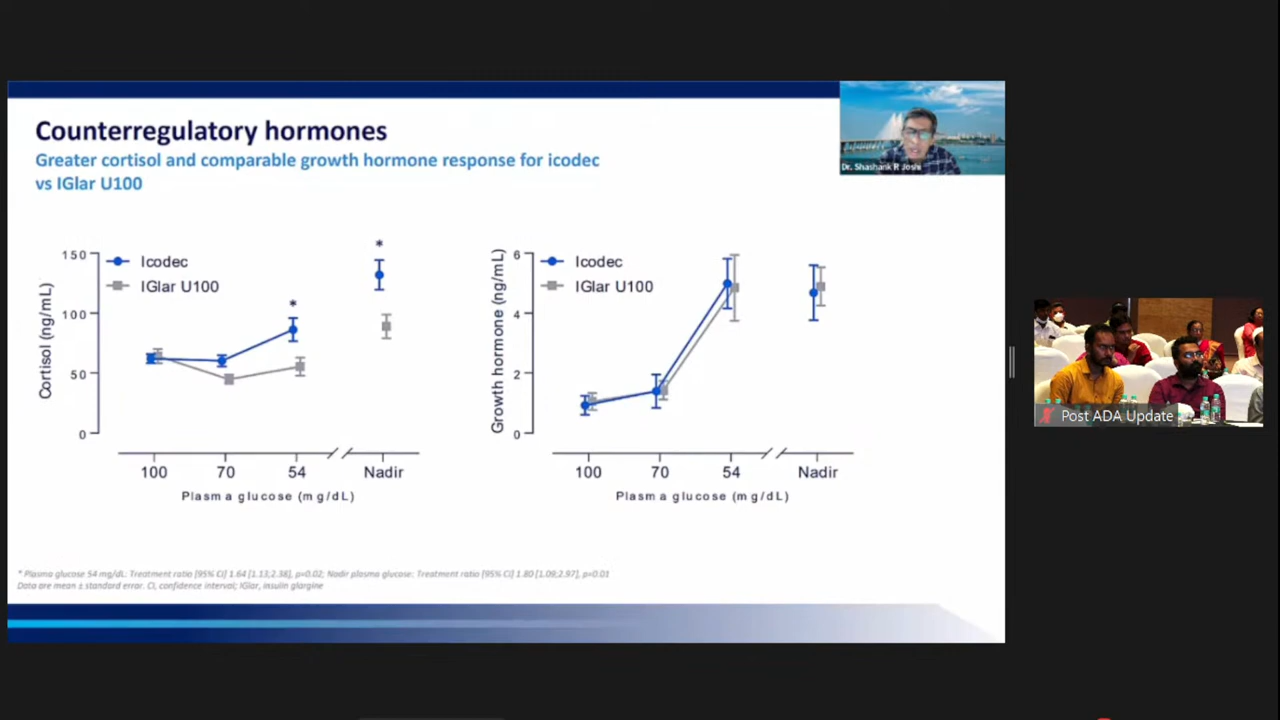 Counterregulatory hormones
Greater cortisol and comparable growth hormone response for icodec
vs IGlar U100
Dr. Shashank R Joshi
Cortisol (ng/mL)
150
100
50
0
Icodec
IGlar U100
*
*
100 70 54 Nadir
Plasma glucose (mg/dL)
Growth hormone (ng/mL)
6
4
2
0
Icodec
IGlar U100
100 70 54 Nadir
Plasma glucose (mg/dL)
* Plasma glucose 54 mg/dL: Treatment ratio [95% CI] 1.64 [1.13;2.38], p=0.02; Nadir plasma glucose: Treatment ratio [95% CI] 1.80 [1.09;2.97], p=0.01
Data are mean ± standard error. CI, confidence interval; IGlar, insulin glargine
Post ADA Update